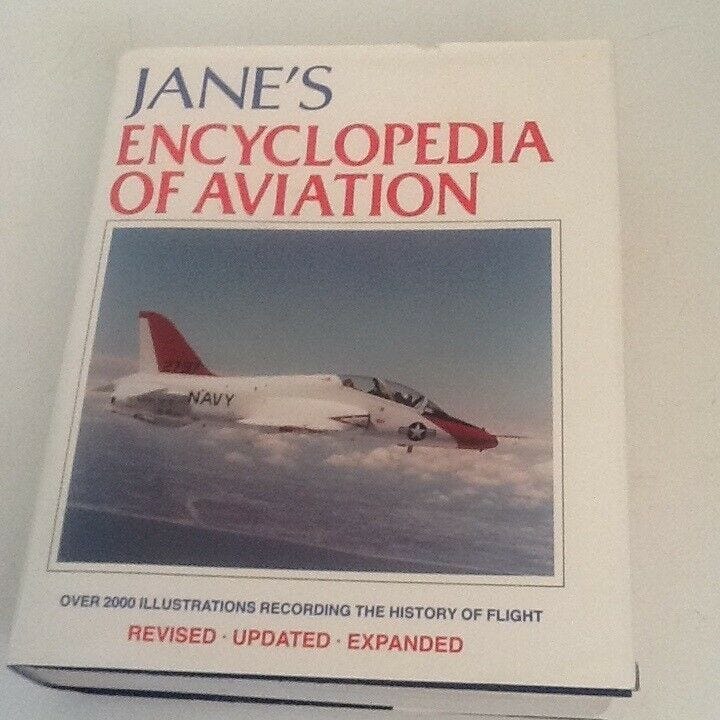 JANE'S
ENCYCLOPEDIA
OF AVIATION
NAVY
OVER 2000 ILLUSTRATIONS RECORDING THE HISTORY OF FLIGHT
REVISED · UPDATED · EXPANDED